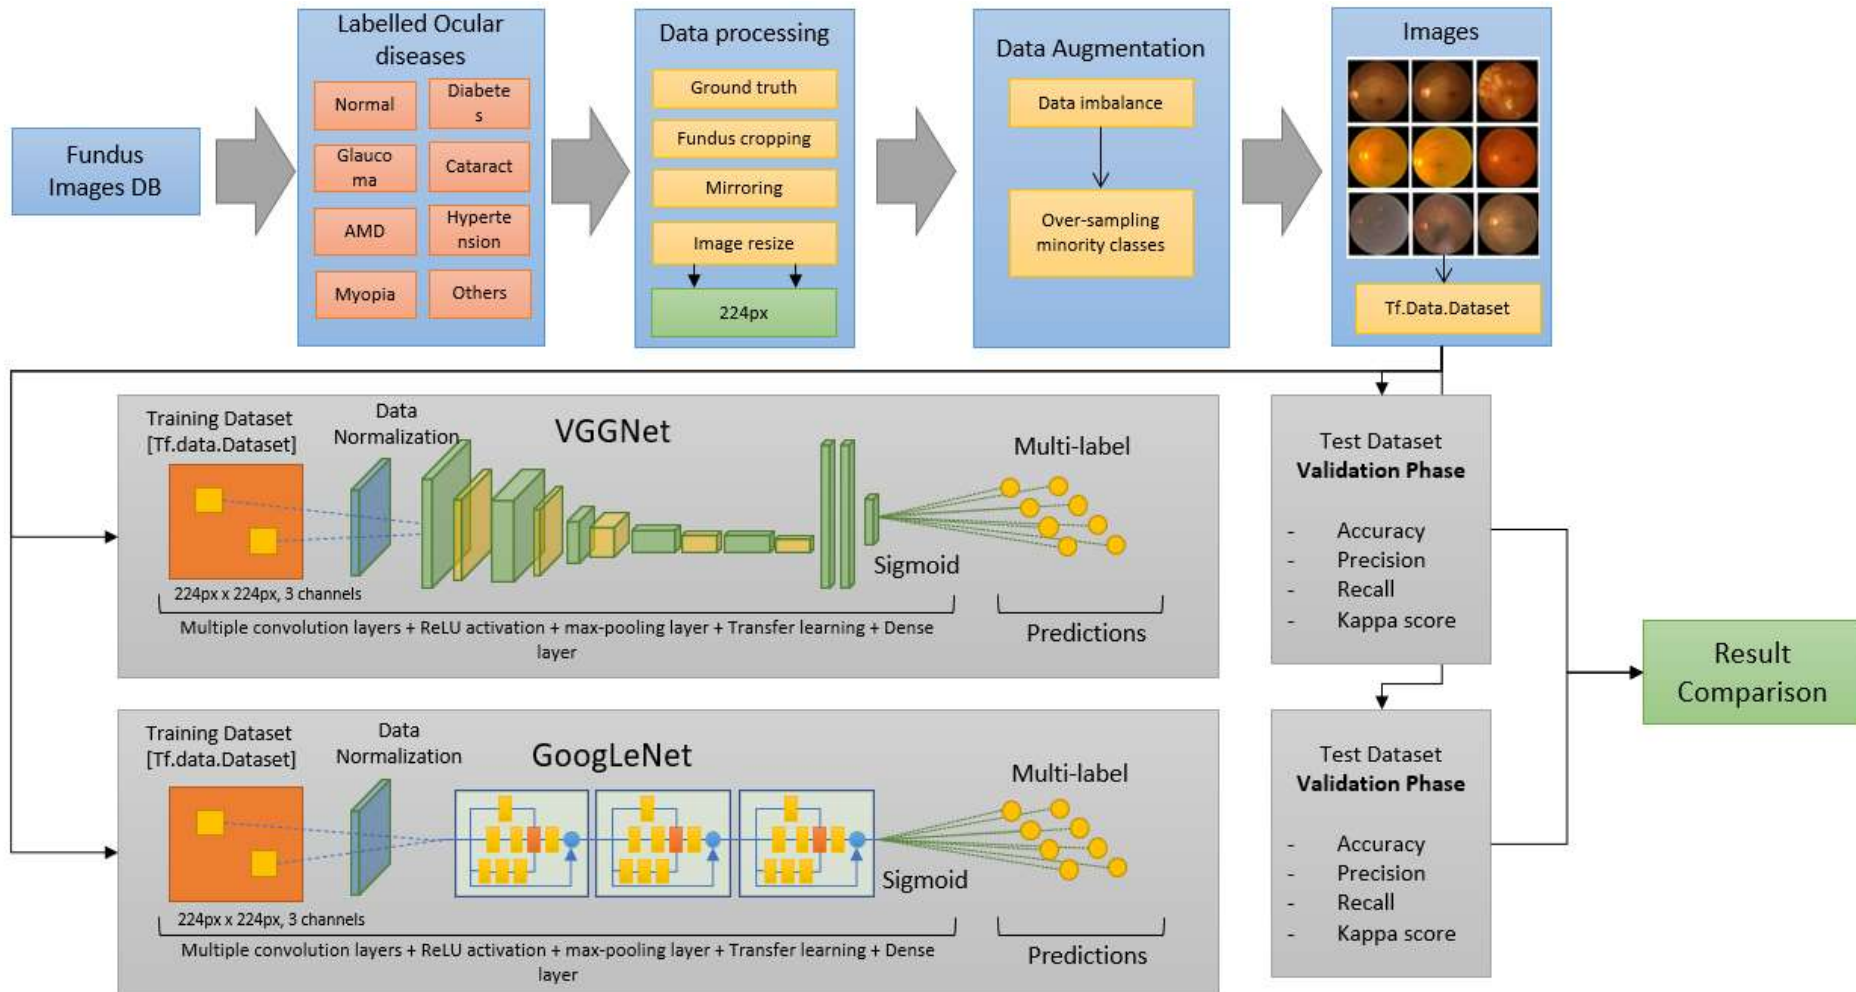 Fundus
Images DB
Labelled Ocular
diseases
Normal
Diabete
s
Glauco
ma
Cataract
AMD
Hyperte
nsion
Myopia
Others
Data processing
Ground truth
Fundus cropping
Mirroring
Image resize
224px
Data Augmentation
Data imbalance
Over-sampling
minority classes
Images
Tf.Data.Dataset
Training Dataset
[Tf.data.Dataset]
Data
Normalization
VGGNet
Multi-label
Sigmoid
224px x 224px, 3 channels
Multiple convolution layers + ReLU activation + max-pooling layer + Transfer learning + Dense
layer
Predictions
Test Dataset
Validation Phase
- Accuracy
- Precision
- Recall
- Kappa score
Training Dataset
[Tf.data.Dataset]
Data
Normalization
GoogLeNet
Multi-label
Sigmoid
224px x 224px, 3 channels
Multiple convolution layers + ReLU activation + max-pooling layer + Transfer learning + Dense
layer
Predictions
Test Dataset
Validation Phase
- Accuracy
- Precision
- Recall
- Kappa score
Result
Comparison